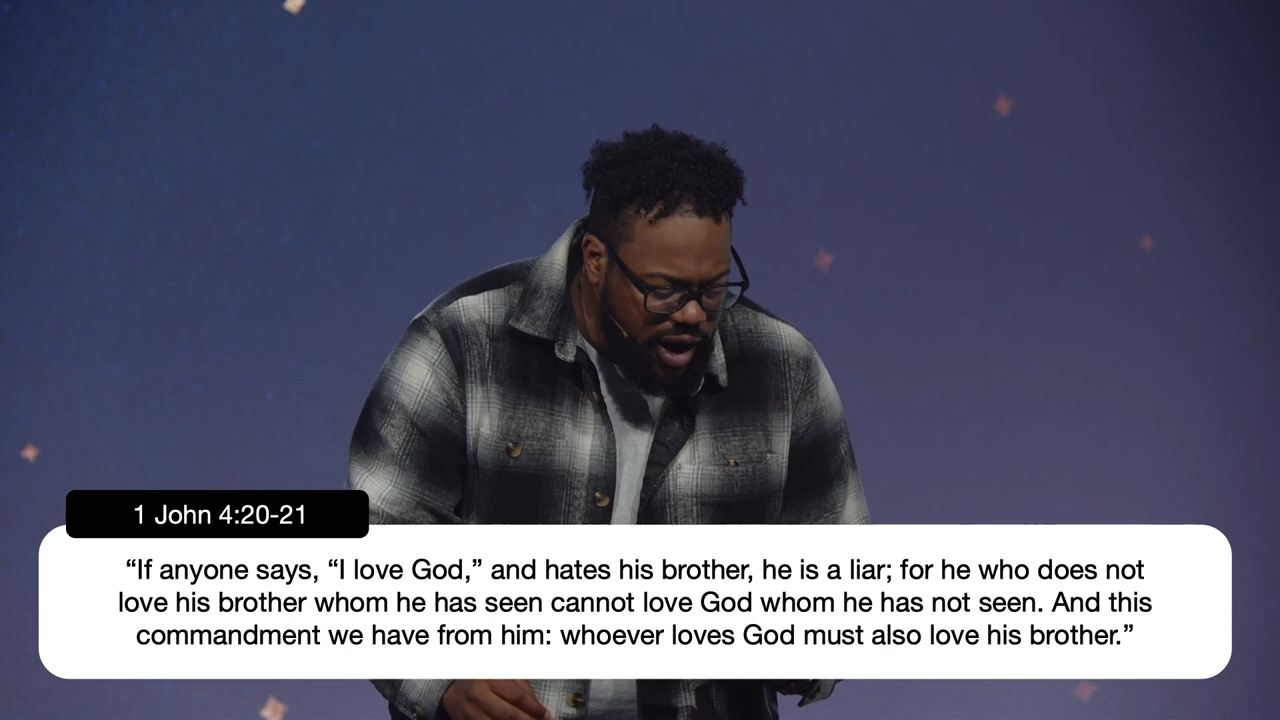 1 John 4:20-21
“If anyone says, “I love God,” and hates his brother, he is a liar; for he who does not
love his brother whom he has seen cannot love God whom he has not seen. And this
commandment we have from him: whoever loves God must also love his brother.”